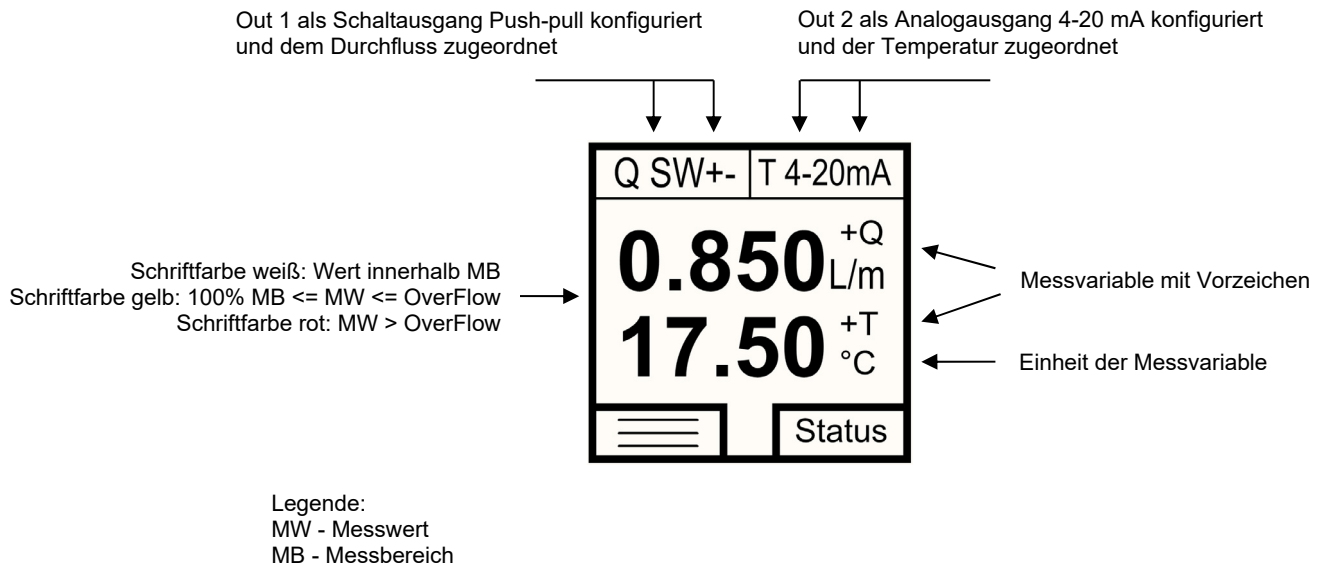 Out 1 als Schaltausgang Push-pull konfiguriert
und dem Durchfluss zugeordnet
Out 2 als Analogausgang 4-20 mA konfiguriert
und der Temperatur zugeordnet
Q SW+-
T 4-20mA
0.850 +Q
L/m
17.50 +T
°C
Status
Schriftfarbe weiß: Wert innerhalb MB
Schriftfarbe gelb: 100% MB <= MW <= OverFlow
Schriftfarbe rot: MW > OverFlow
Messvariable mit Vorzeichen
Einheit der Messvariable
Legende:
MW - Messwert
MB - Messbereich